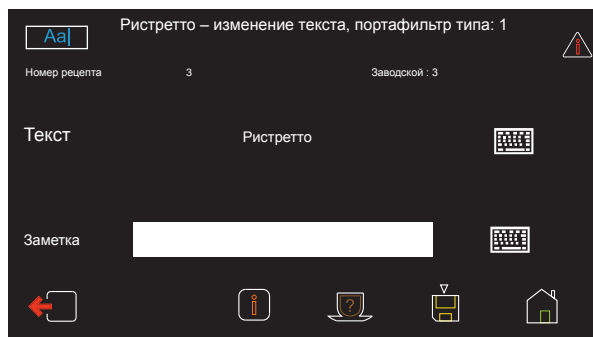 Aa
Ристретто – изменение текста, портафильтр типа: 1
Номер рецепта 3 Заводской : 3
Текст Ристретто
Заметка
?